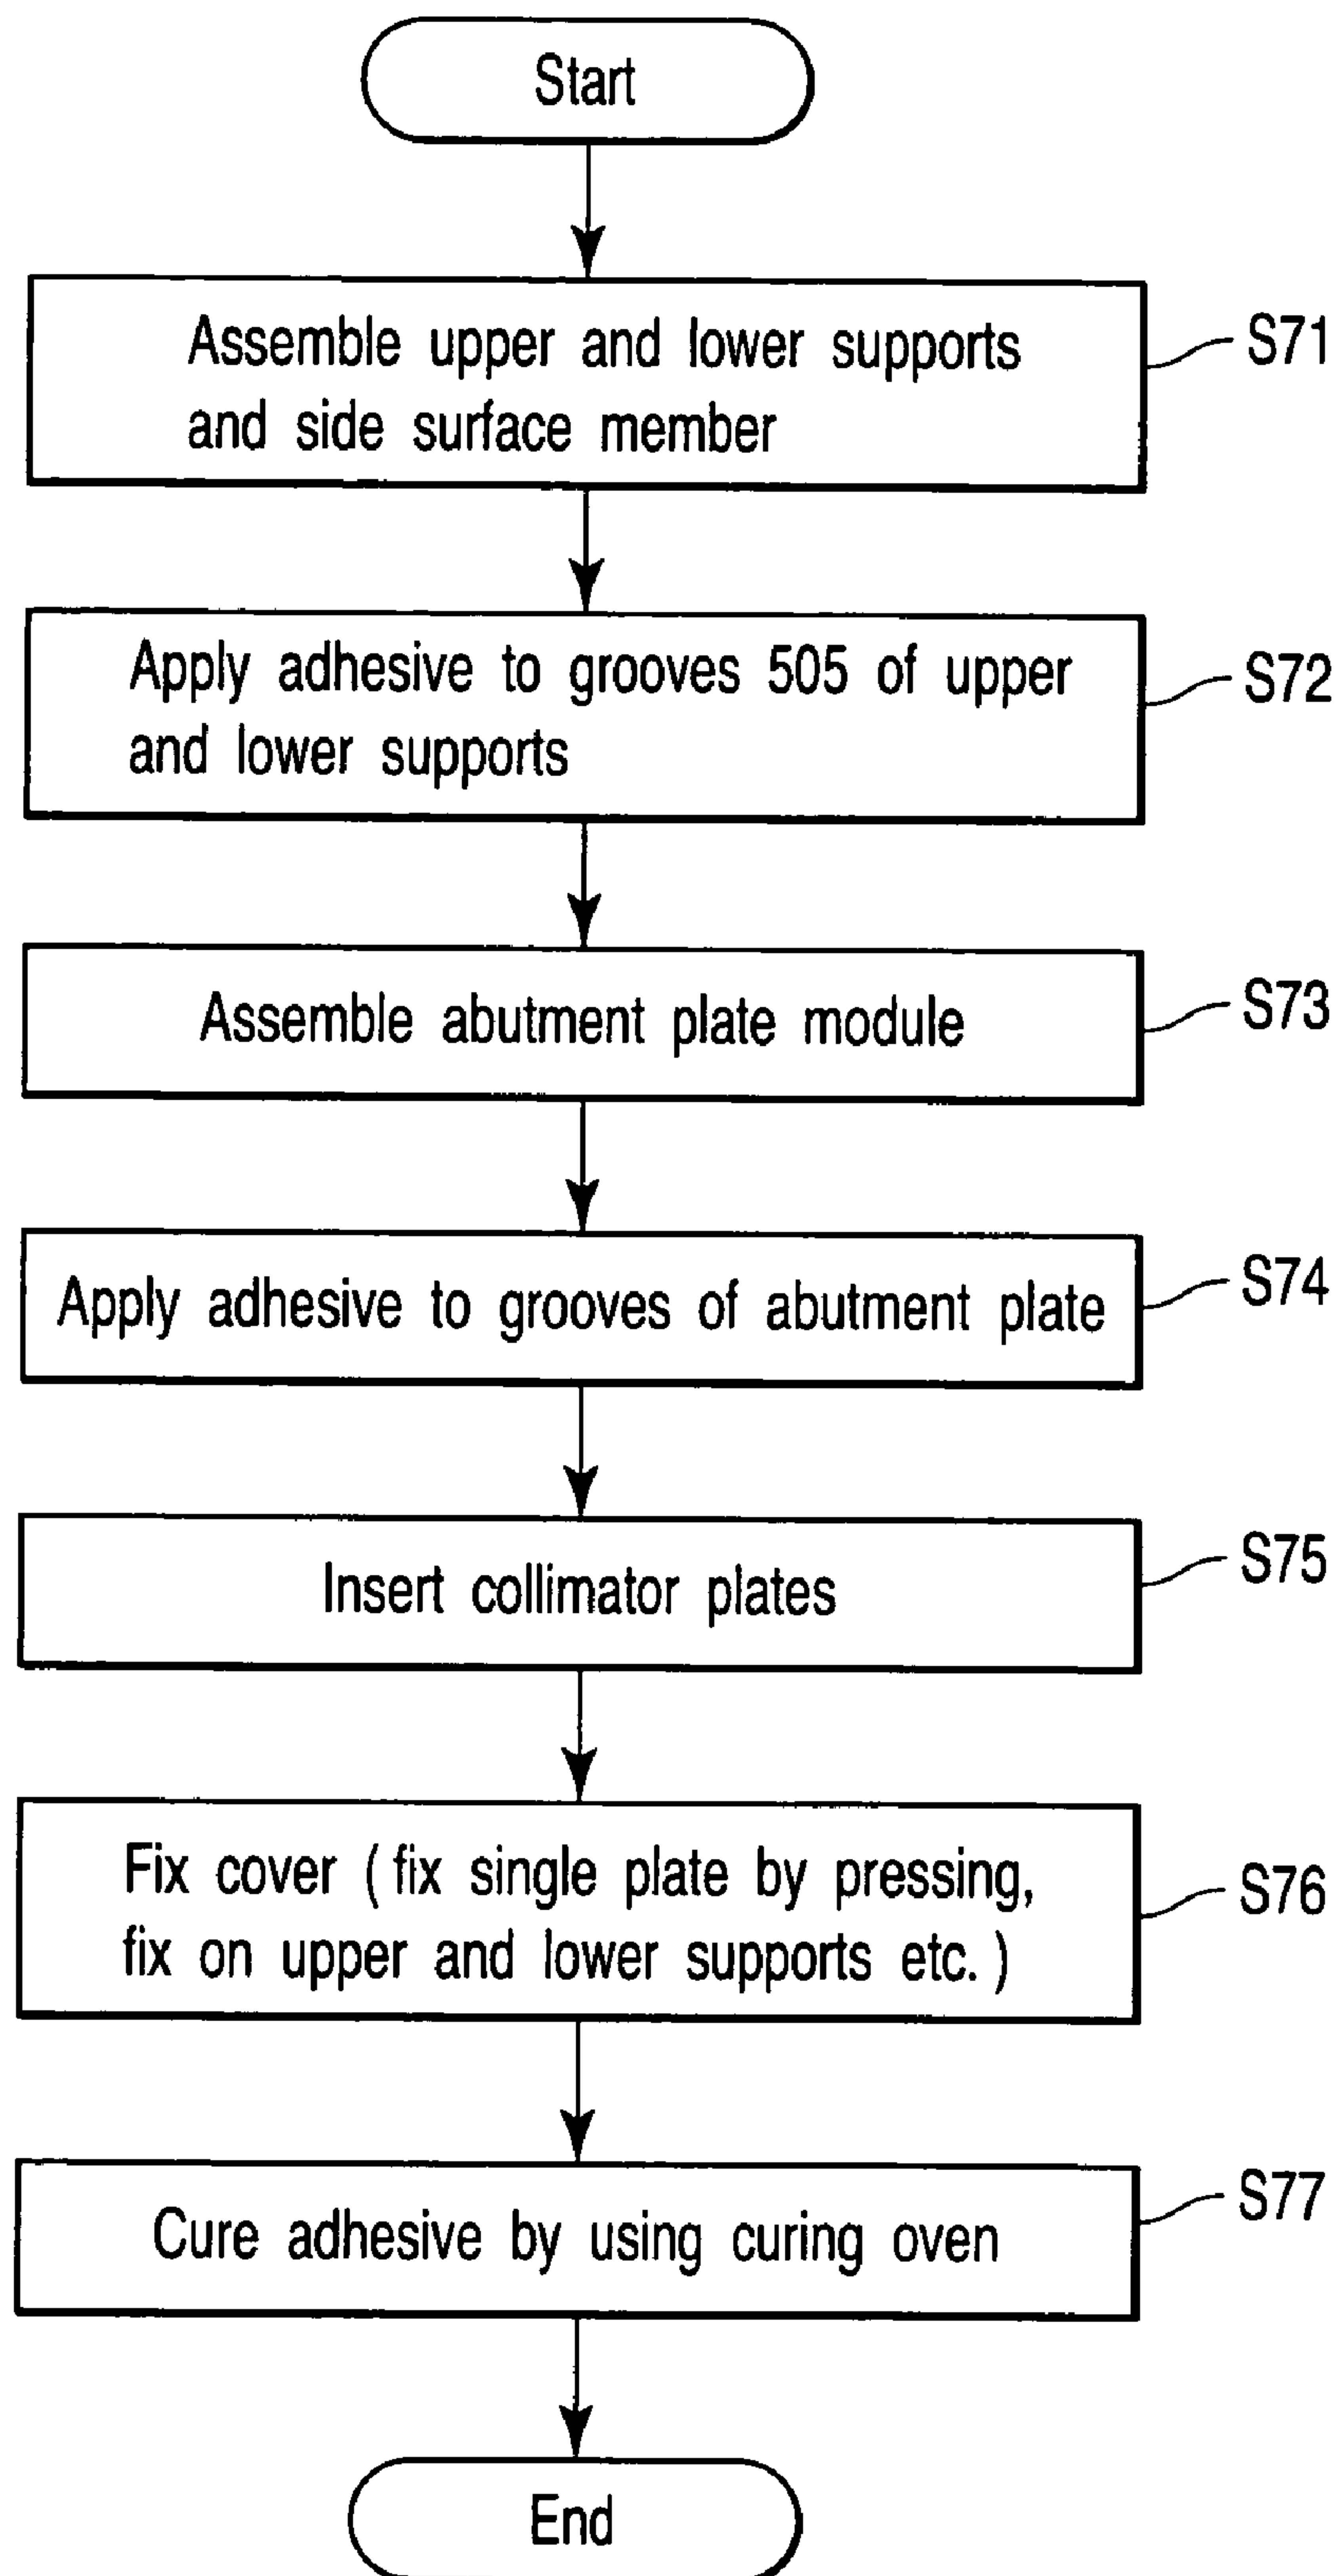 Start
Assemble upper and lower supports
and side surface member
S71
Apply adhesive to grooves 505 of upper
and lower supports
S72
Assemble abutment plate module
S73
Apply adhesive to grooves of abutment plate
S74
Insert collimator plates
S75
Fix cover ( fix single plate by pressing,
fix on upper and lower supports etc. )
S76
Cure adhesive by using curing oven
S77
End